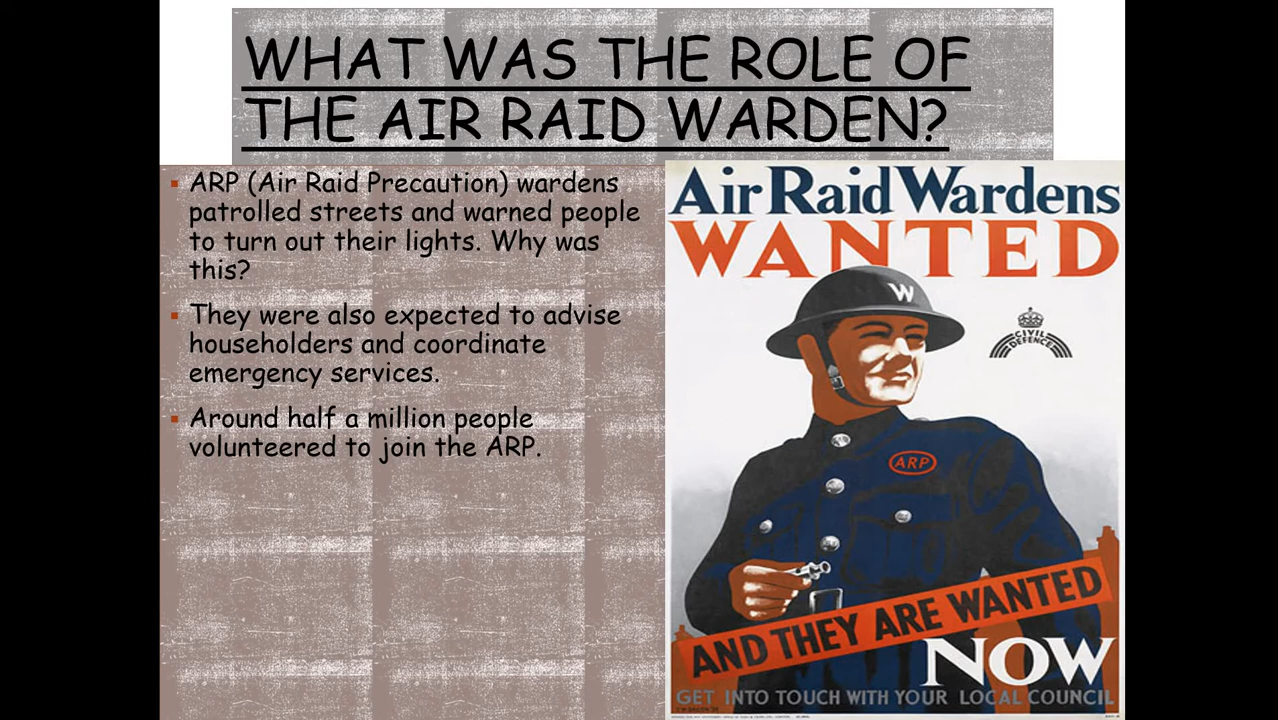 WHAT WAS THE ROLE OF
THE AIR RAID WARDEN?
ARP (Air Raid Precaution) wardens
patrolled streets and warned people
to turn out their lights. Why was
this?
They were also expected to advise
householders and coordinate
emergency services.
Around half a million people
volunteered to join the ARP.
Air Raid Wardens
WANTED
W
CIVIL
DEFENCE
ARP
AND THEY ARE WANTED
NOW
GET INTO TOUCH WITH YOUR LOCAL COUNCIL